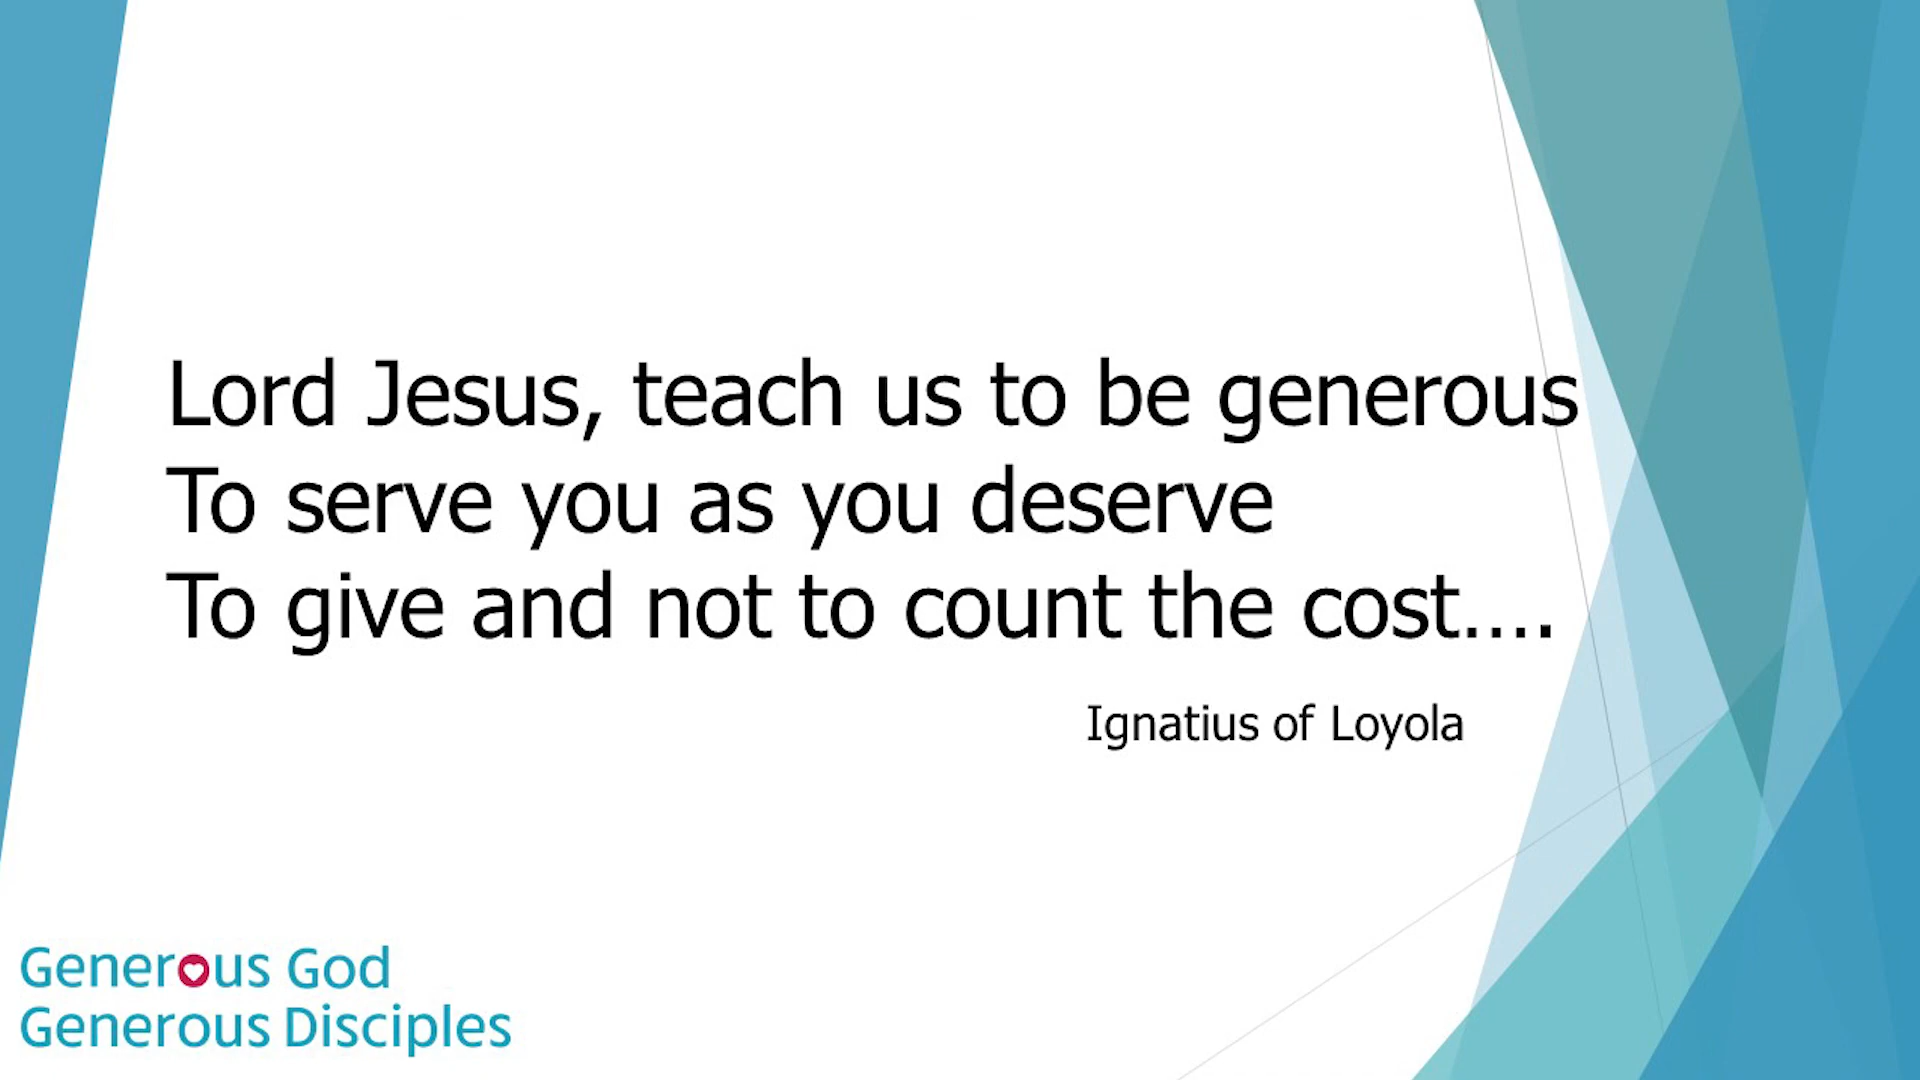 Lord Jesus, teach us to be generous
To serve you as you deserve
To give and not to count the cost....
Ignatius of Loyola
Generous God
Generous Disciples